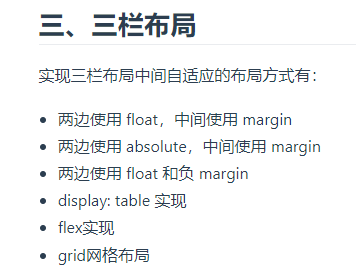 三、三栏布局
实现三栏布局中间自适应的布局方式有：
两边使用 float，中间使用 margin
两边使用 absolute，中间使用 margin
两边使用 float 和负 margin
display: table 实现
flex实现
grid网格布局